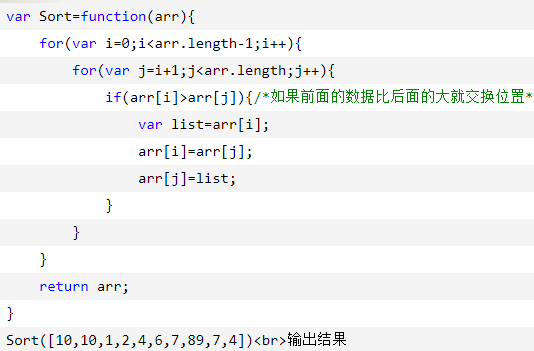 var Sort=function(arr){
    for(var i=0;i<arr.length-1;i++){
        for(var j=i+1;j<arr.length;j++){
            if(arr[i]>arr[j]){/*如果前面的数据比后面的大就交换位置*
                var list=arr[i];
                arr[i]=arr[j];
                arr[j]=list;
            }
        }
    }
    return arr;
}
Sort([10,10,1,2,4,6,7,89,7,4])<br>输出结果